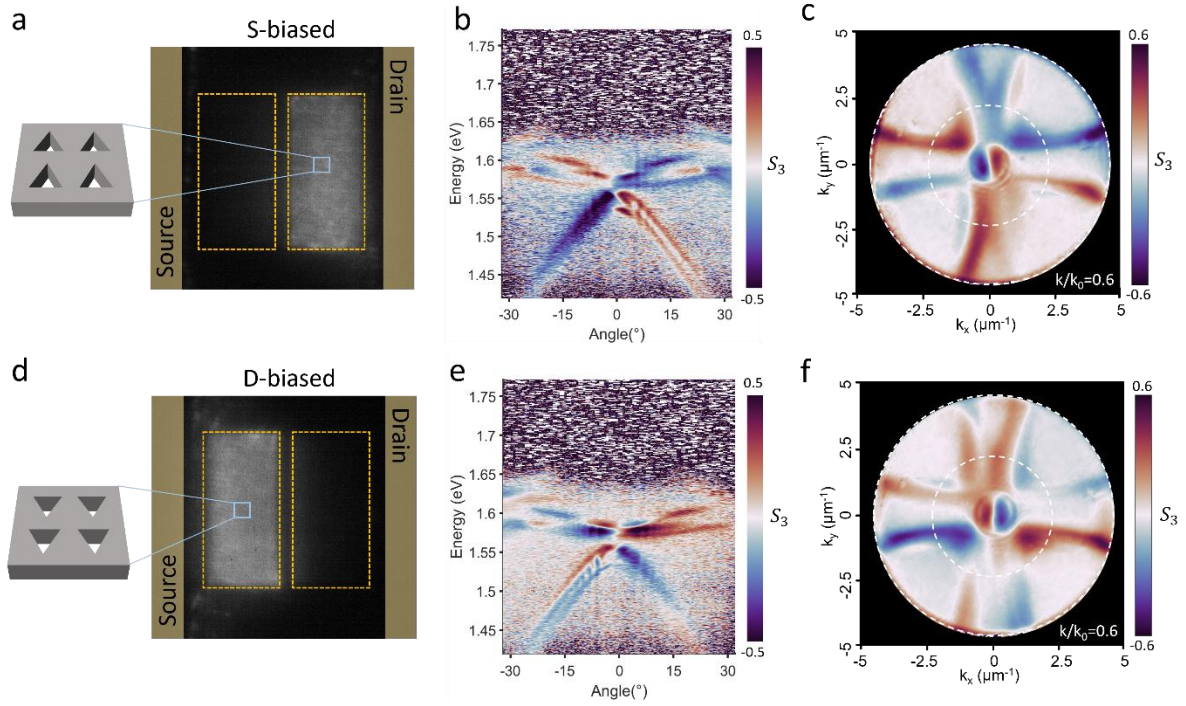 a
S-biased
Source
Drain
b
Energy (eV)
1.75
1.7
1.65
1.6
1.55
1.5
1.45
-30
-15
0
15
30
Angle(°)
0.5
S₃
-0.5
c
k_y (µm⁻¹)
5
2.5
0
-2.5
-5
-5
-2.5
0
2.5
5
k_x (µm⁻¹)
k/k₀=0.6
0.6
S₃
-0.6
d
D-biased
Source
Drain
e
Energy (eV)
1.75
1.7
1.65
1.6
1.55
1.5
1.45
-30
-15
0
15
30
Angle(°)
0.5
S₃
-0.5
f
k_y (µm⁻¹)
5
2.5
0
-2.5
-5
-5
-2.5
0
2.5
5
k_x (µm⁻¹)
k/k₀=0.6
0.6
S₃
-0.6